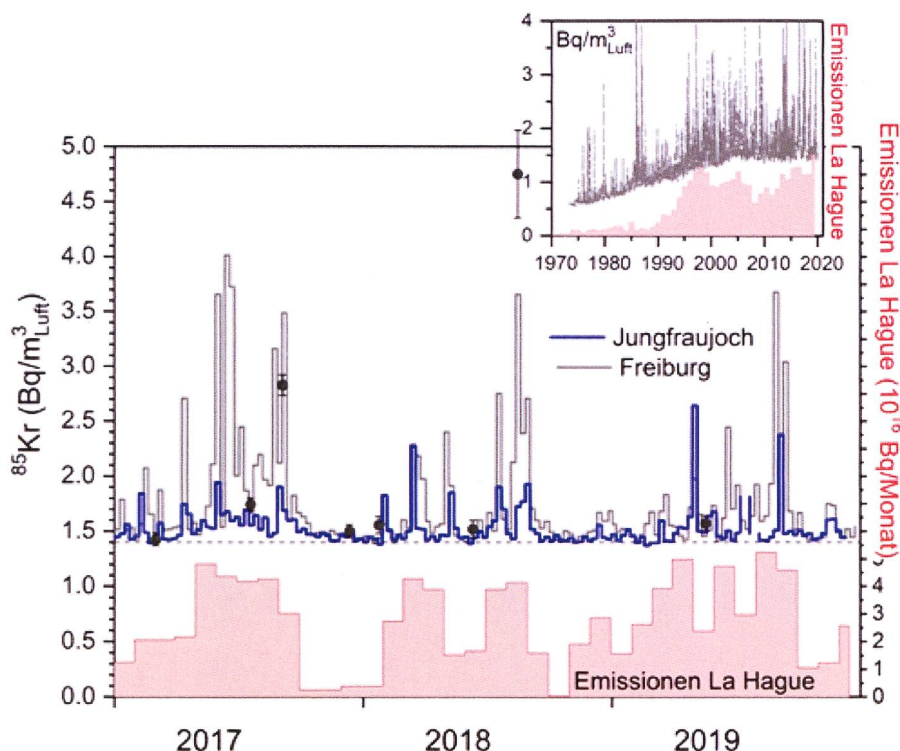 Bq/m³Luft
Emissionen La Hague
4
3
2
1
0
1970 1980 1990 2000 2010 2020
⁸⁵Kr (Bq/m³Luft)
5.0
4.5
4.0
3.5
3.0
2.5
2.0
1.5
1.0
0.5
0.0
Jungfraujoch
Freiburg
Emissionen La Hague (10¹⁶ Bq/Monat)
5
4
3
2
1
0
Emissionen La Hague
2017 2018 2019